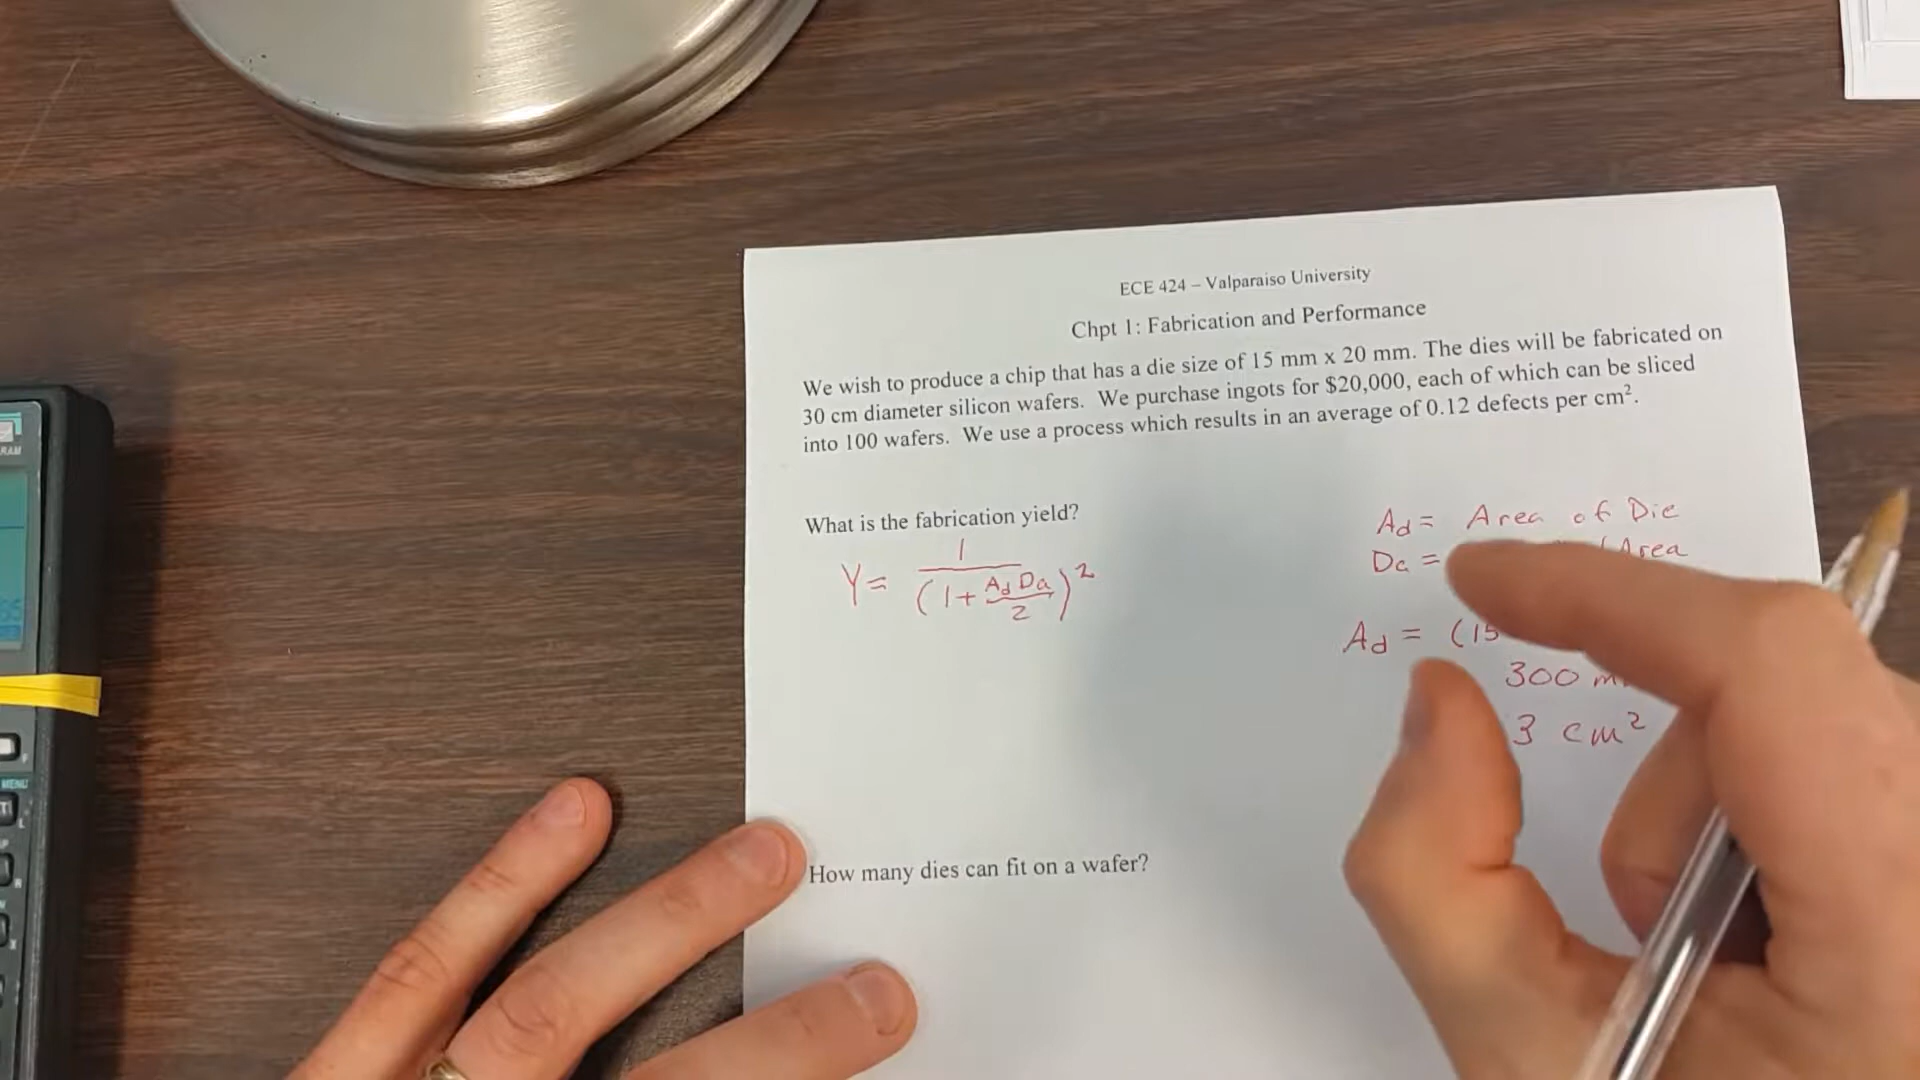 ECE 424 – Valparaiso University
Chpt 1: Fabrication and Performance
We wish to produce a chip that has a die size of 15 mm x 20 mm. The dies will be fabricated on
30 cm diameter silicon wafers. We purchase ingots for $20,000, each of which can be sliced
into 100 wafers. We use a process which results in an average of 0.12 defects per cm².
What is the fabrication yield?
Y = 1 / (1 + Ad Da / 2)²
Ad = Area of Die
Da = Area
Ad = (15
300
3 cm²
How many dies can fit on a wafer?
MENU